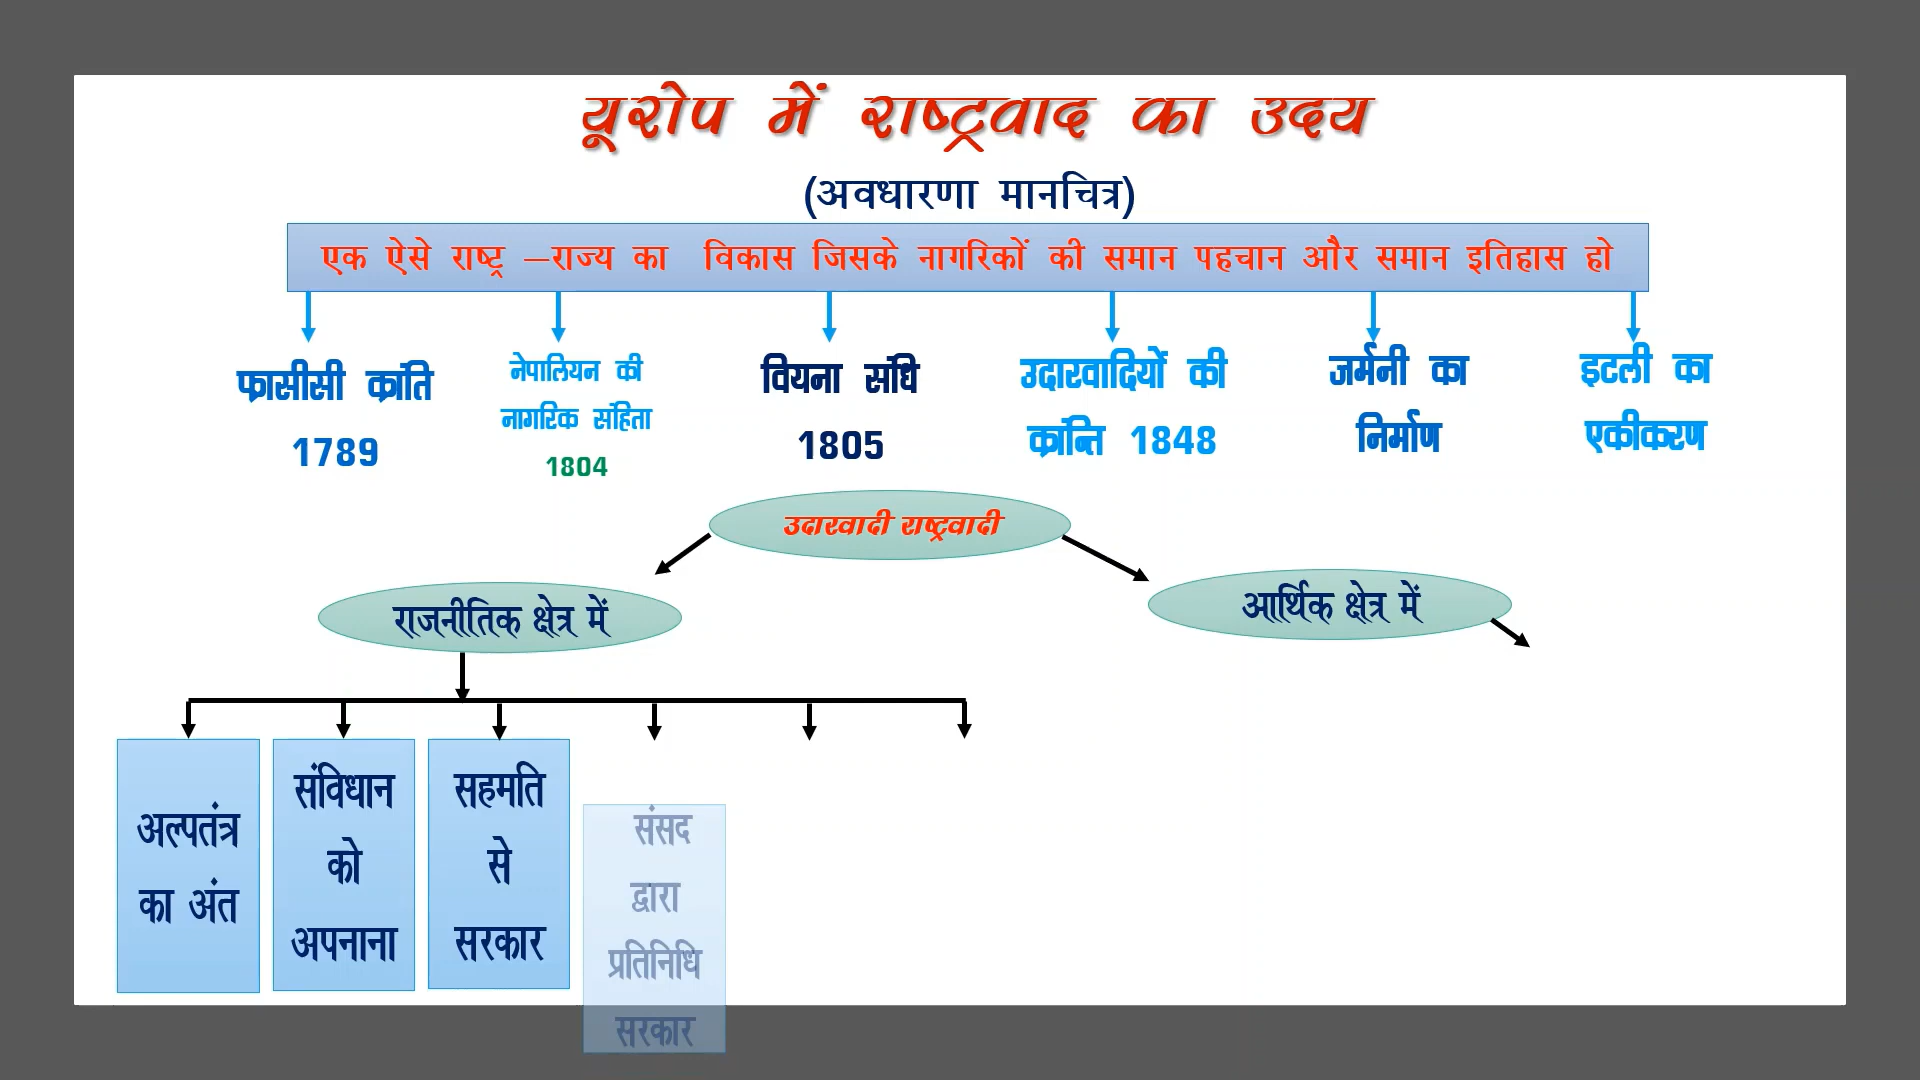 यूरोप में राष्ट्रवाद का उदय
(अवधारणा मानचित्र)
एक ऐसे राष्ट्र –राज्य का विकास जिसके नागरिकों की समान पहचान और समान इतिहास हो
फ्रासीसी क्रांति
1789
नेपालियन की
नागरिक संहिता
1804
वियना संधि
1805
उदारवादियों की
क्रांन्ति 1848
जर्मनी का
निर्माण
इटली का
एकीकरण
उदारवादी राष्ट्रवादी
राजनीतिक क्षेत्र में
आर्थिक क्षेत्र में
अल्पतंत्र
का अंत
संविधान
को
अपनाना
सहमति
से
सरकार
संसद
द्वारा
प्रतिनिधि
सरकार